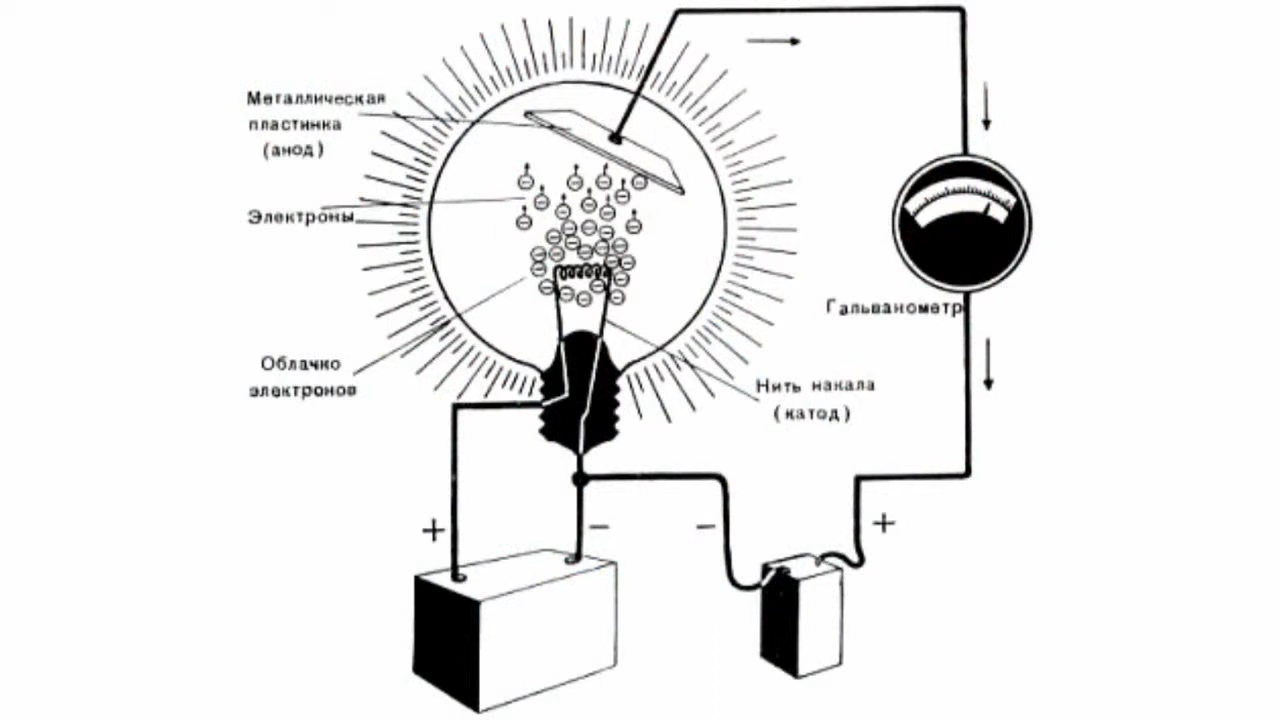 Металлическая
пластинка
(анод)
Электроны
Гальванометр
Облачко
электронов
Нить накала
(катод)
+
−
−
+